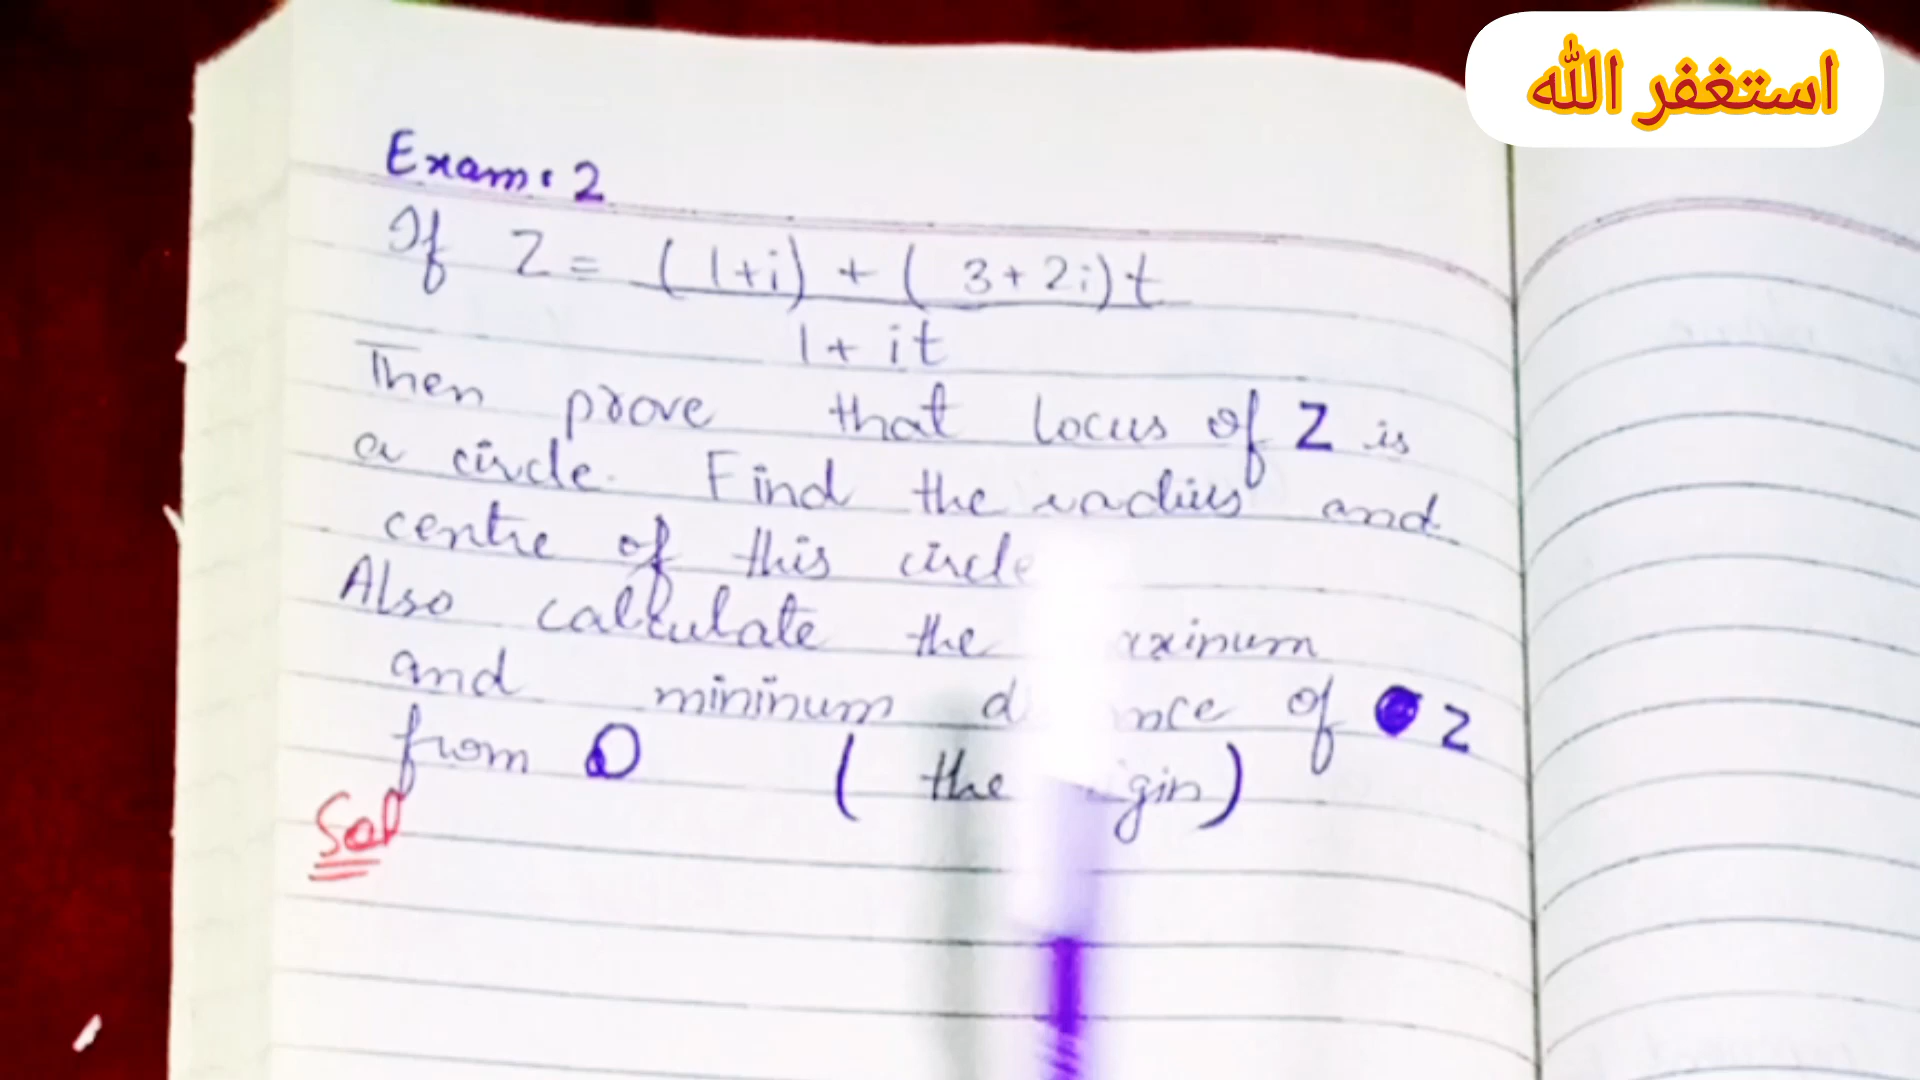 استغفر الله
Exam. 2
If Z = (1+i) + (3+2i)t
1+it
Then prove that locus of Z is
a circle. Find the radius and
centre of this circle
Also calculate the
and mininum of Z
from O (the
Sol